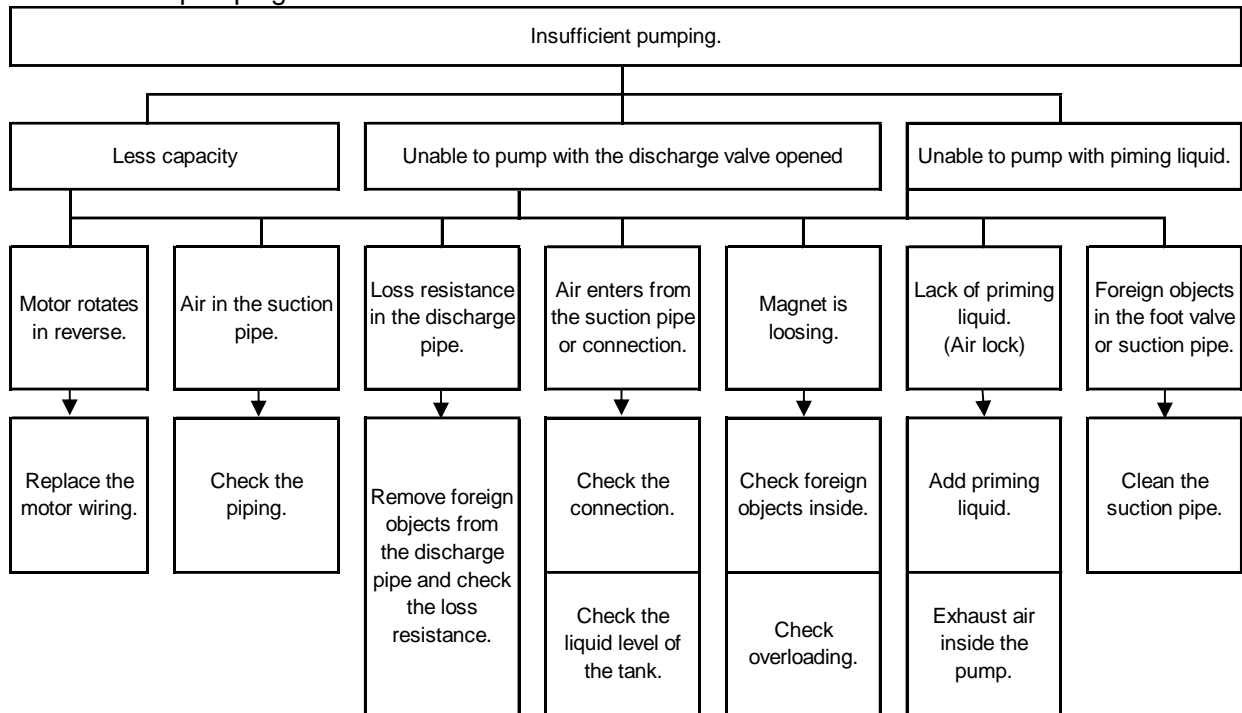 Insufficient pumping.
Less capacity
Unable to pump with the discharge valve opened
Unable to pump with piming liquid.
Motor rotates
in reverse.
Air in the suction
pipe.
Loss resistance
in the discharge
pipe.
Air enters from
the suction pipe
or connection.
Magnet is
loosing.
Lack of priming
liquid.
(Air lock)
Foreign objects
in the foot valve
or suction pipe.
Replace the
motor wiring.
Check the
piping.
Remove foreign
objects from
the discharge
pipe and check
the loss
resistance.
Check the
connection.
Check the
liquid level of
the tank.
Check foreign
objects inside.
Check
overloading.
Add priming
liquid.
Exhaust air
inside the
pump.
Clean the
suction pipe.